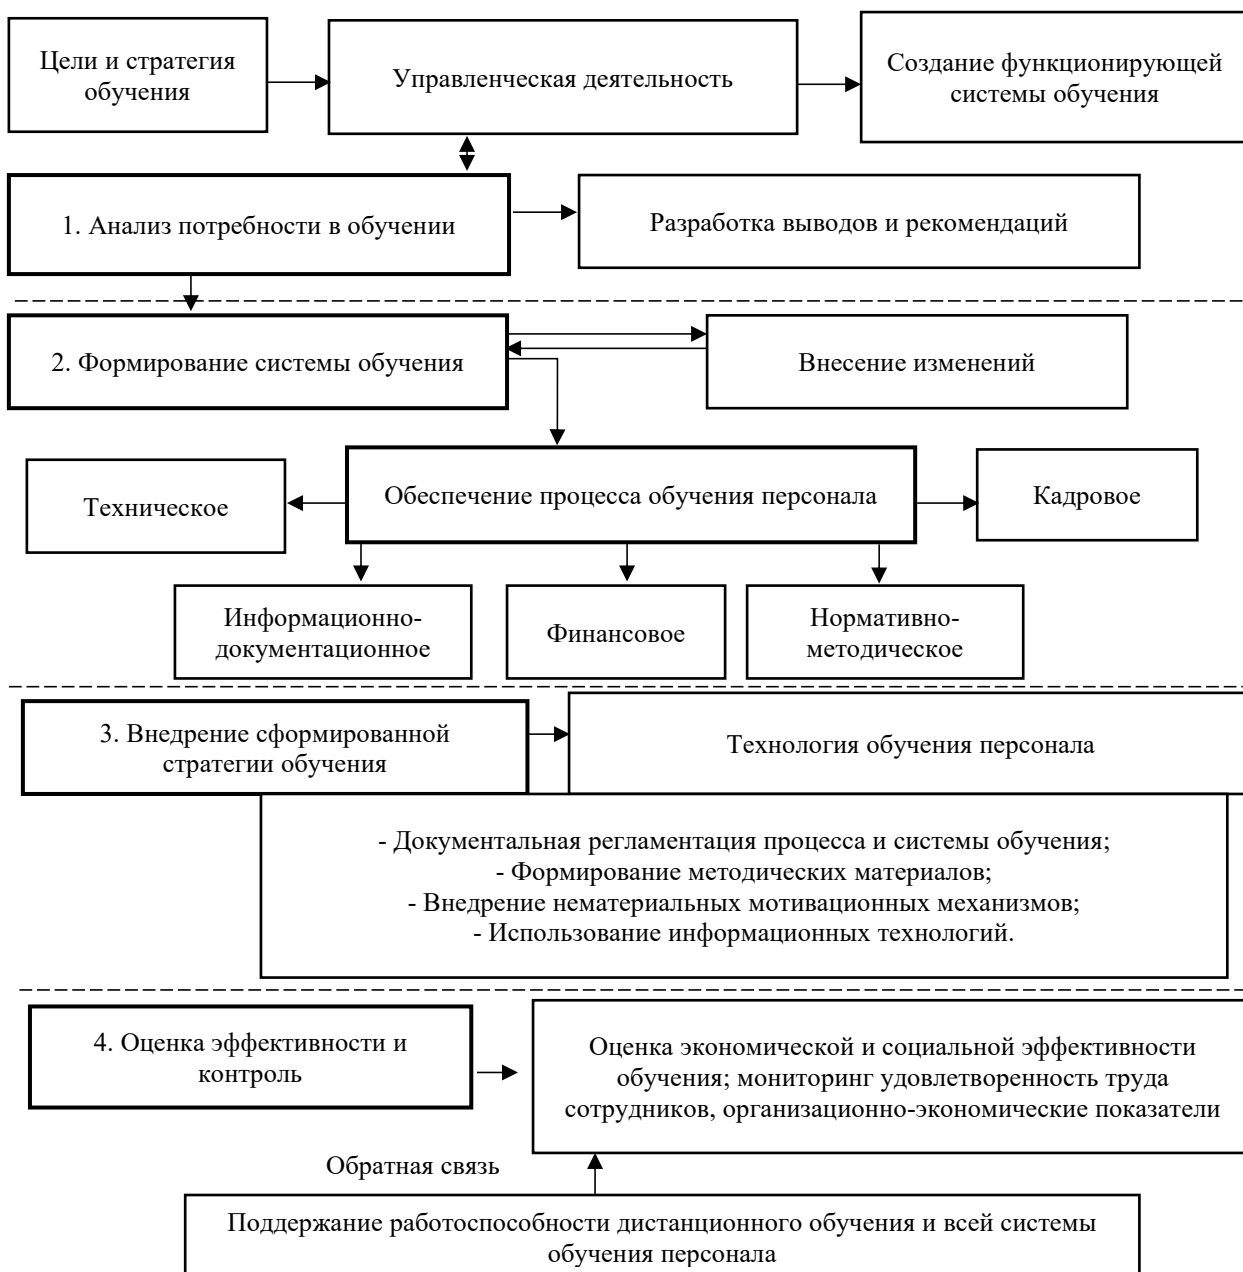 Цели и стратегия
обучения
Управленческая деятельность
Создание функционирующей
системы обучения
1. Анализ потребности в обучении
Разработка выводов и рекомендаций
2. Формирование системы обучения
Внесение изменений
Обеспечение процесса обучения персонала
Техническое
Кадровое
Информационно-
документационное
Финансовое
Нормативно-
методическое
3. Внедрение сформированной
стратегии обучения
Технология обучения персонала
- Документальная регламентация процесса и системы обучения;
- Формирование методических материалов;
- Внедрение нематериальных мотивационных механизмов;
- Использование информационных технологий.
4. Оценка эффективности и
контроль
Оценка экономической и социальной эффективности
обучения; мониторинг удовлетворенность труда
сотрудников, организационно-экономические показатели
Обратная связь
Поддержание работоспособности дистанционного обучения и всей системы
обучения персонала